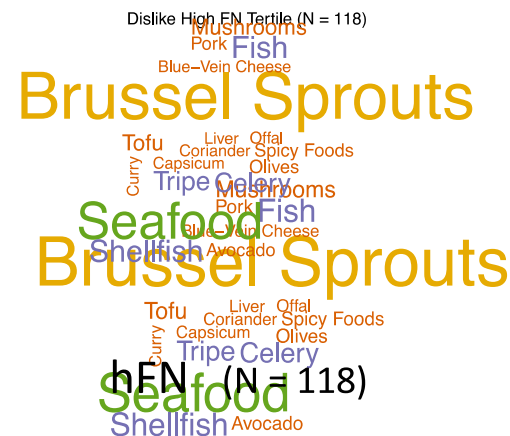 Dislike High FN Tertile (N = 118)
Mushrooms
Pork Fish
Blue−Vein Cheese
Brussel Sprouts
Tofu Liver Offal
Coriander Spicy Foods
Curry Capsicum Olives
Tripe Celery
Mushrooms
Pork Fish
Seafood
Blue−Vein Cheese
Shellfish Avocado
Brussel Sprouts
Tofu Liver Offal
Coriander Spicy Foods
Curry Capsicum Olives
Tripe Celery
hFN (N = 118)
Seafood
Shellfish Avocado